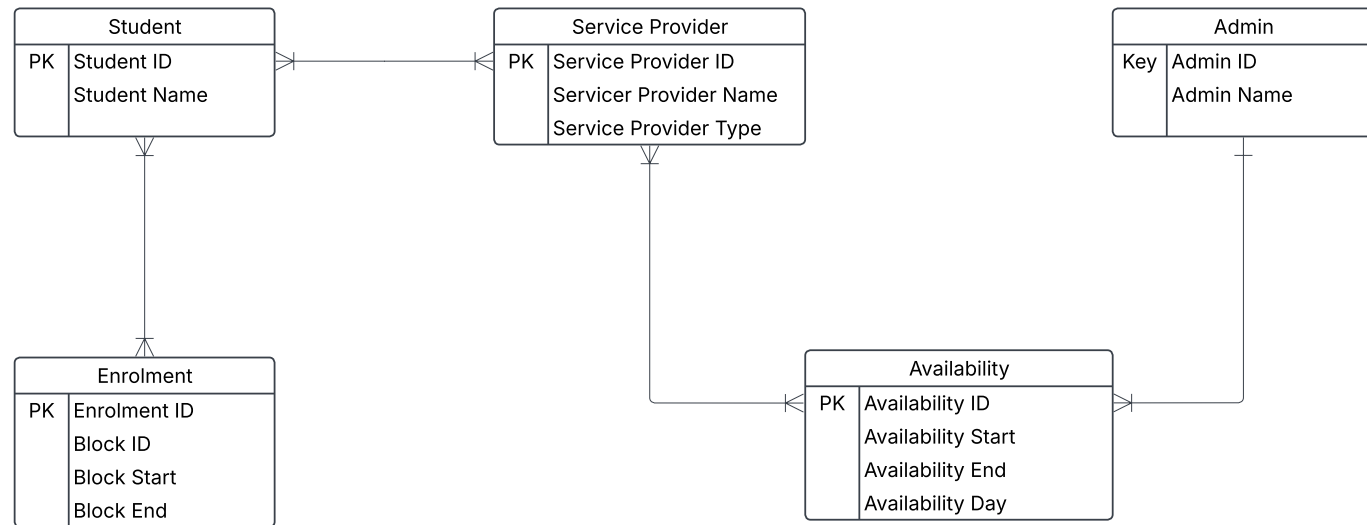 Student
PK Student ID
Student Name
Service Provider
PK Service Provider ID
Servicer Provider Name
Service Provider Type
Admin
Key Admin ID
Admin Name
Enrolment
PK Enrolment ID
Block ID
Block Start
Block End
Availability
PK Availability ID
Availability Start
Availability End
Availability Day